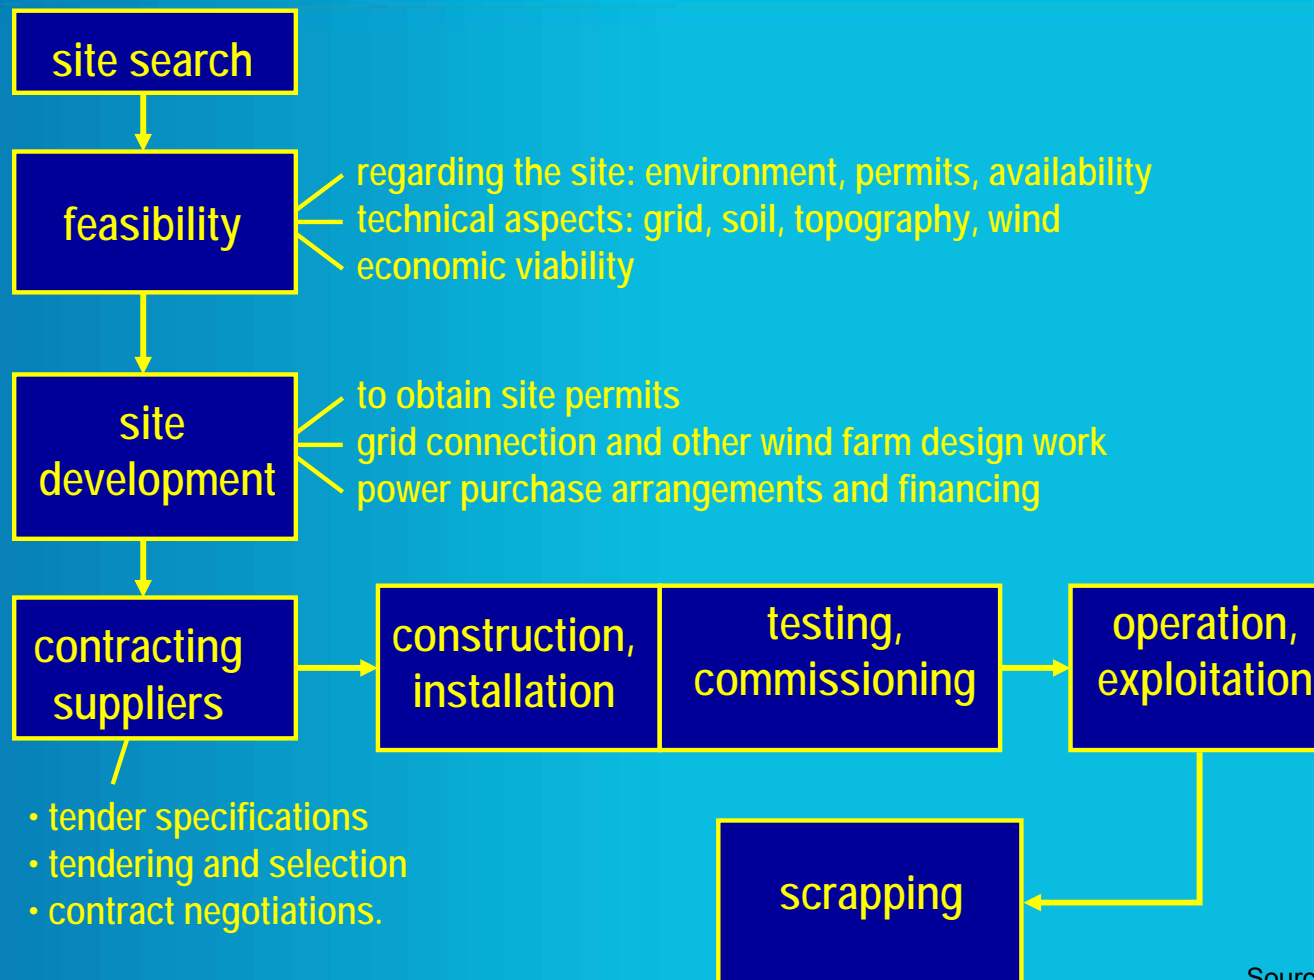 site search
feasibility
regarding the site: environment, permits, availability
technical aspects: grid, soil, topography, wind
economic viability
site
development
to obtain site permits
grid connection and other wind farm design work
power purchase arrangements and financing
contracting
suppliers
construction,
installation
testing,
commissioning
operation,
exploitation
• tender specifications
• tendering and selection
• contract negotiations.
scrapping